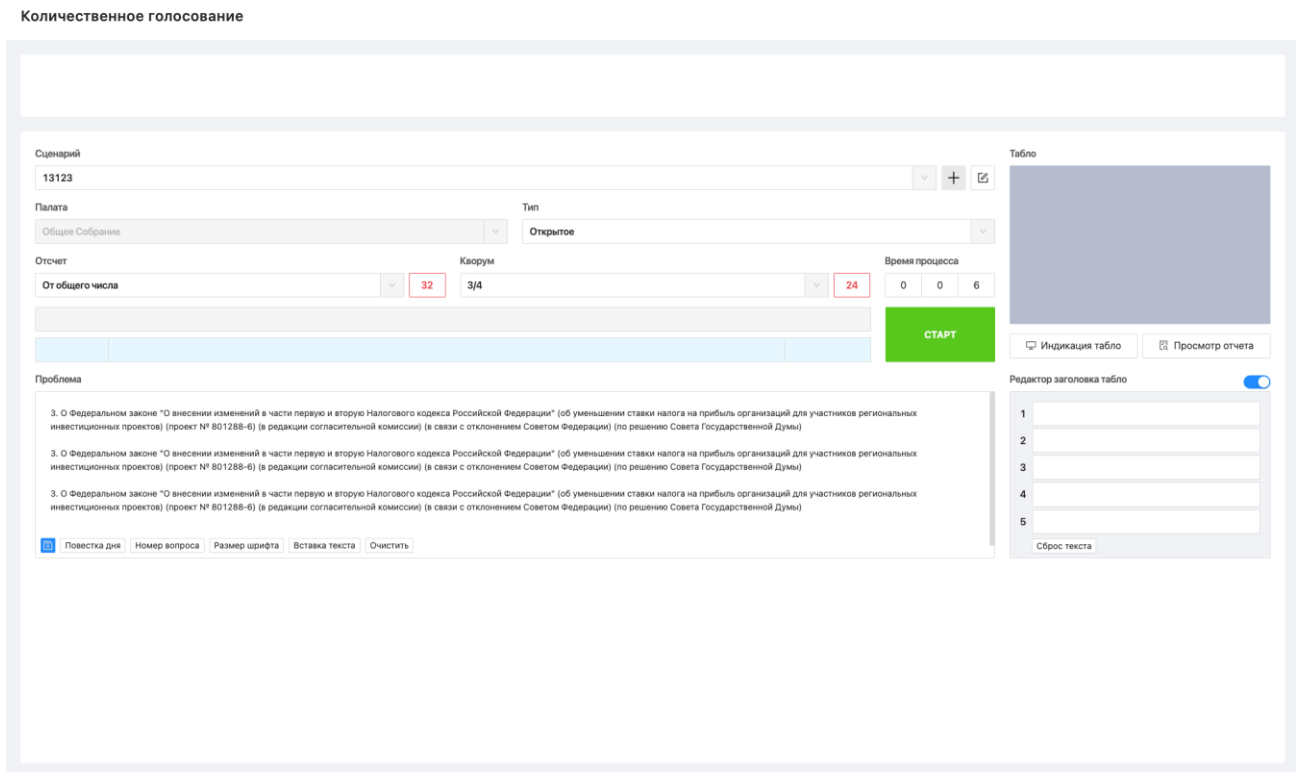 Количественное голосование
Сценарий
13123
Палата
Тип
Общее Собрание
Открытое
Отсчет
Кворум
Время процесса
От общего числа
32
3/4
24
0 0 6
СТАРТ
Проблема
3. О Федеральном законе "О внесении изменений в части первую и вторую Налогового кодекса Российской Федерации" (об уменьшении ставки налога на прибыль организаций для участников региональных
инвестиционных проектов) (проект № 801288-6) (в редакции согласительной комиссии) (в связи с отклонением Советом Федерации) (по решению Совета Государственной Думы)
3. О Федеральном законе "О внесении изменений в части первую и вторую Налогового кодекса Российской Федерации" (об уменьшении ставки налога на прибыль организаций для участников региональных
инвестиционных проектов) (проект № 801288-6) (в редакции согласительной комиссии) (в связи с отклонением Советом Федерации) (по решению Совета Государственной Думы)
3. О Федеральном законе "О внесении изменений в части первую и вторую Налогового кодекса Российской Федерации" (об уменьшении ставки налога на прибыль организаций для участников региональных
инвестиционных проектов) (проект № 801288-6) (в редакции согласительной комиссии) (в связи с отклонением Советом Федерации) (по решению Совета Государственной Думы)
Повестка дня
Номер вопроса
Размер шрифта
Вставка текста
Очистить
Табло
Индикация табло
Просмотр отчета
Редактор заголовка табло
1
2
3
4
5
Сброс текста